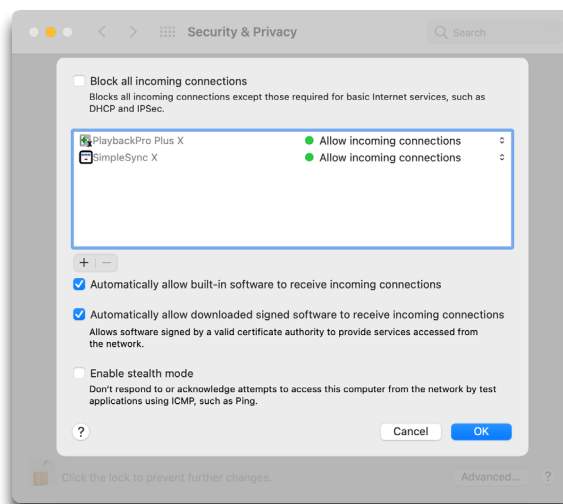 Security & Privacy
Search
Block all incoming connections
Blocks all incoming connections except those required for basic Internet services, such as
DHCP and IPSec.
PlaybackPro Plus X Allow incoming connections
SimpleSync X Allow incoming connections
Automatically allow built-in software to receive incoming connections
Automatically allow downloaded signed software to receive incoming connections
Allows software signed by a valid certificate authority to provide services accessed from
the network.
Enable stealth mode
Don't respond to or acknowledge attempts to access this computer from the network by test
applications using ICMP, such as Ping.
? Cancel OK
Click the lock to prevent further changes. Advanced... ?